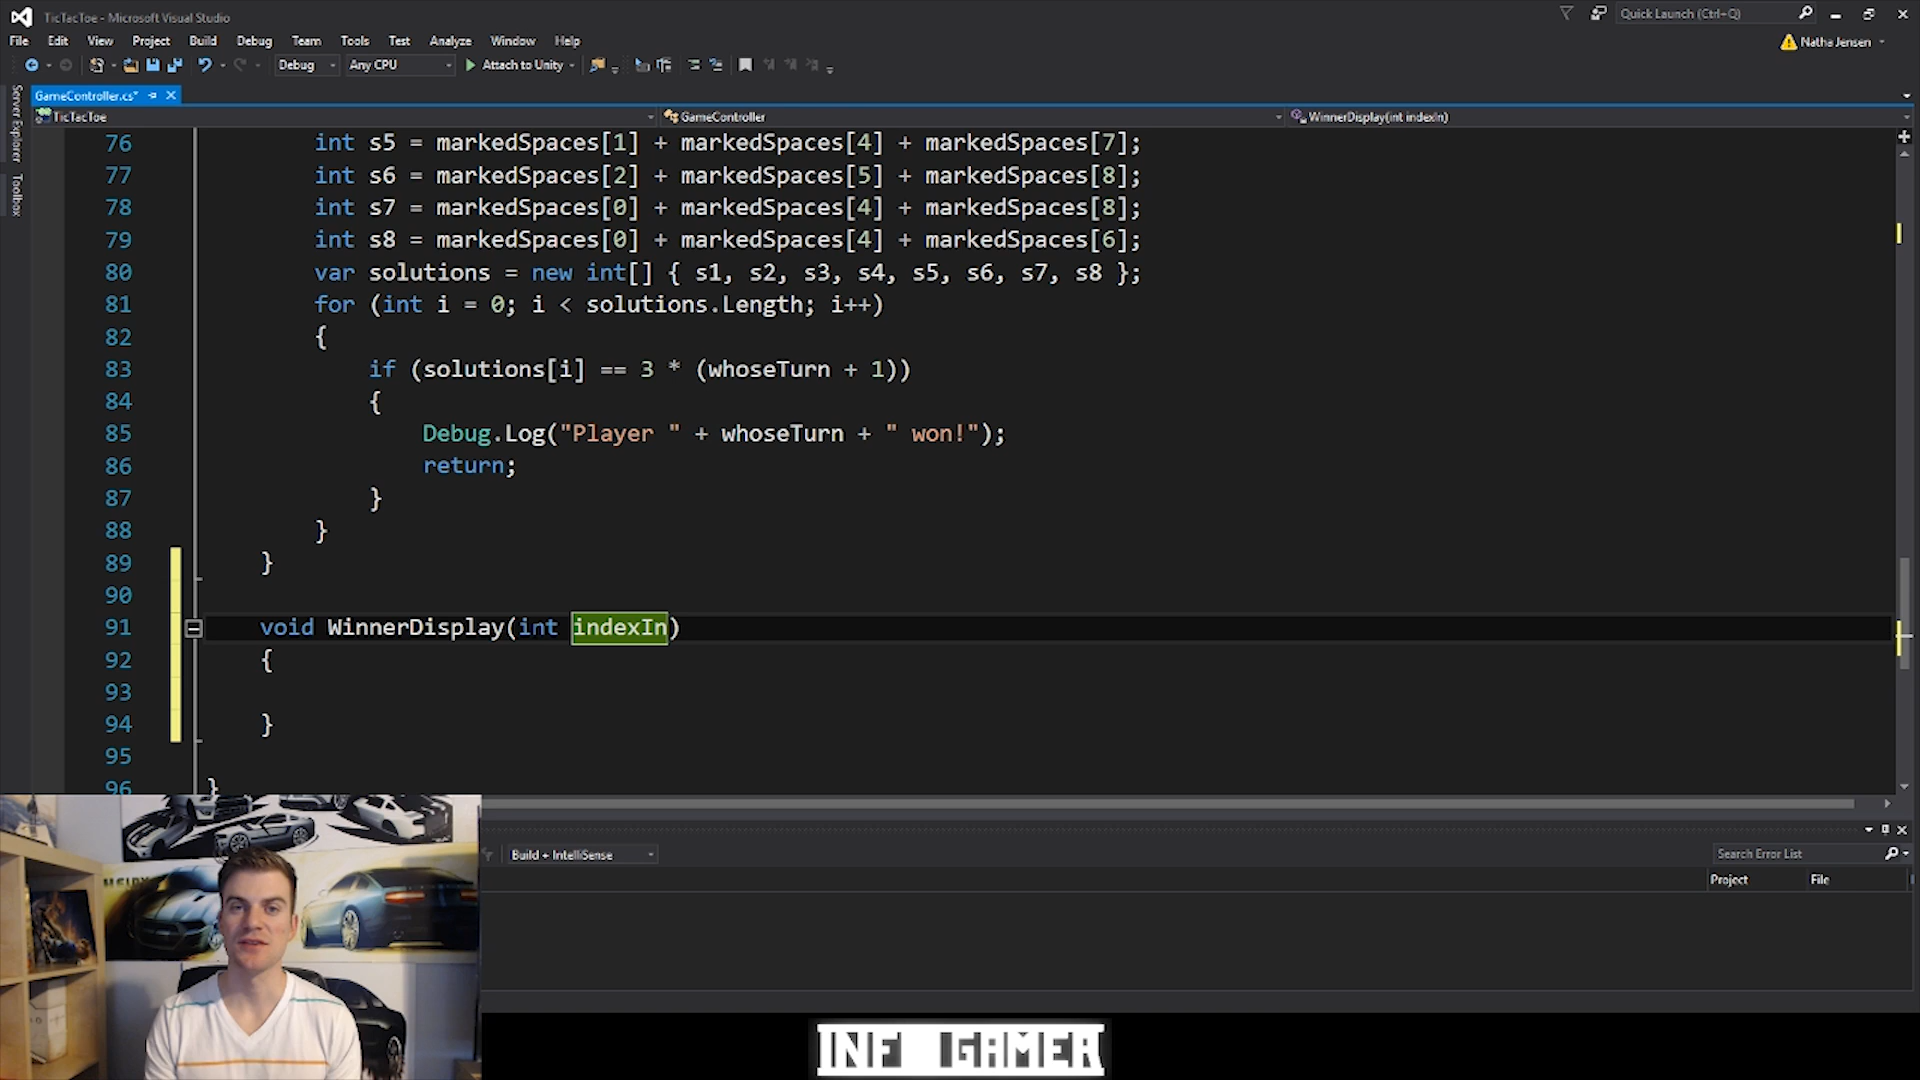 TicTacToe - Microsoft Visual Studio
Quick Launch (Ctrl+Q)
File Edit View Project Build Debug Team Tools Test Analyze Window Help
Natha Jensen
Debug Any CPU Attach to Unity
Server Explorer
Toolbox
GameController.cs*
TicTacToe GameController WinnerDisplay(int indexIn)
76 int s5 = markedSpaces[1] + markedSpaces[4] + markedSpaces[7];
77 int s6 = markedSpaces[2] + markedSpaces[5] + markedSpaces[8];
78 int s7 = markedSpaces[0] + markedSpaces[4] + markedSpaces[8];
79 int s8 = markedSpaces[0] + markedSpaces[4] + markedSpaces[6];
80 var solutions = new int[] { s1, s2, s3, s4, s5, s6, s7, s8 };
81 for (int i = 0; i < solutions.Length; i++)
82 {
83 if (solutions[i] == 3 * (whoseTurn + 1))
84 {
85 Debug.Log("Player " + whoseTurn + " won!");
86 return;
87 }
88 }
89 }
90
91 void WinnerDisplay(int indexIn)
92 {
93
94 }
95
96 }
Build + IntelliSense
Search Error List
Project File
INF GAMER